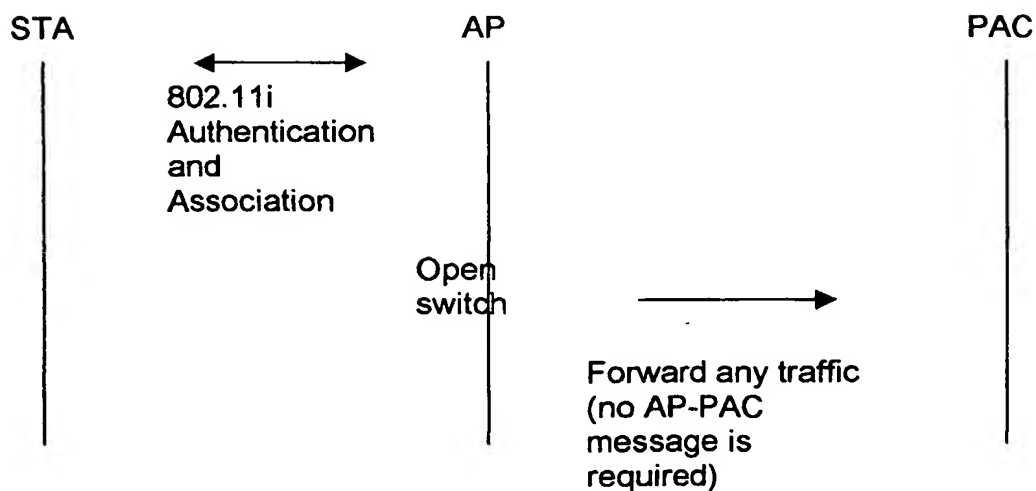 STA
AP
PAC
802.11i
Authentication
and
Association
Open
switch
Forward any traffic
(no AP-PAC
message is
required)